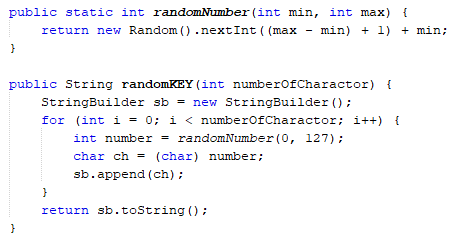 public static int randomNumber(int min, int max) {
    return new Random().nextInt((max - min) + 1) + min;
}
public String randomKEY(int numberOfCharactor) {
    StringBuilder sb = new StringBuilder();
    for (int i = 0; i < numberOfCharactor; i++) {
        int number = randomNumber(0, 127);
        char ch = (char) number;
        sb.append(ch);
    }
    return sb.toString();
}